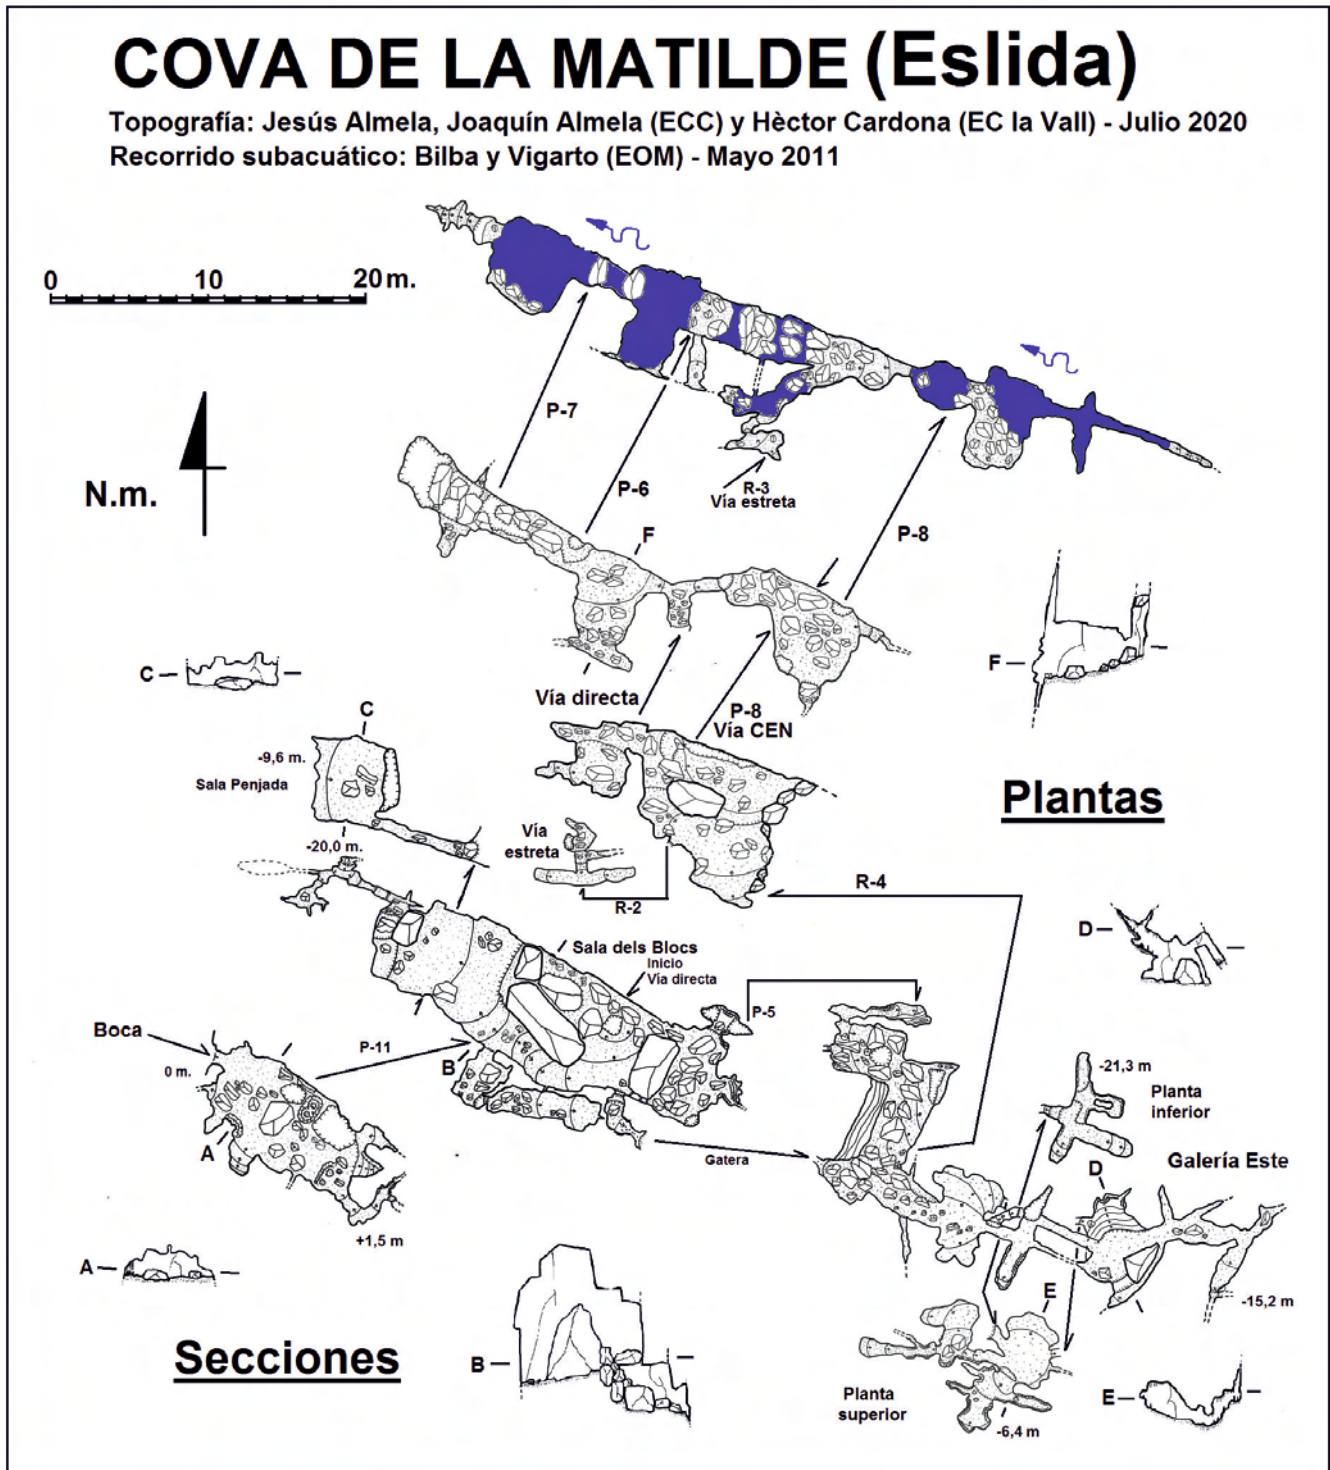 COVA DE LA MATILDE (Eslida)
Topografía: Jesús Almela, Joaquín Almela (ECC) y Hèctor Cardona (EC la Vall) - Julio 2020
Recorrido subacuático: Bilba y Vigarto (EOM) - Mayo 2011
0 10 20 m.
N.m.
P-7
P-6
R-3
Vía estreta
P-8
F
F
C
Vía directa
P-8
Vía CEN
C
-9,6 m.
Sala Penjada
-20,0 m.
Plantas
Vía
estreta
R-2
R-4
D
Sala dels Blocs
Inicio
Vía directa
P-5
Boca
0 m.
P-11
B
A
Gatera
+1,5 m
-21,3 m
Planta
inferior
D
Galería Este
A
E
-15,2 m
Secciones
B
Planta
superior
-6,4 m
E